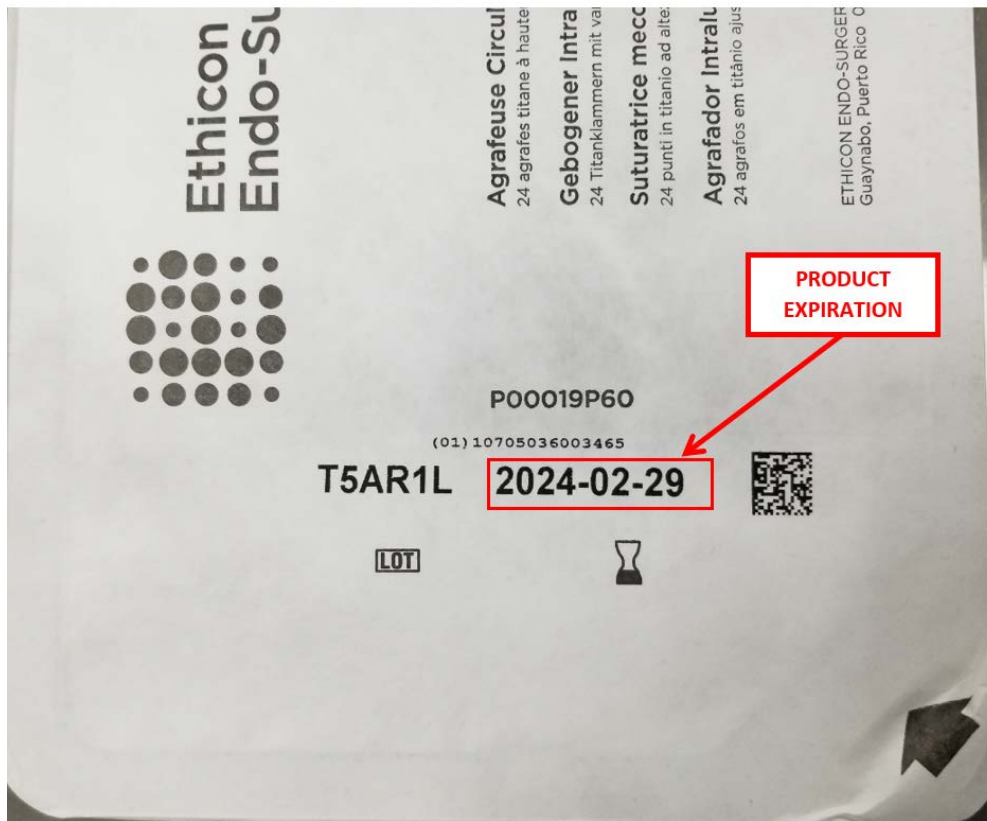 Ethicon
Endo-Su
Agrafeuse Circul
24 agrafes titane à haute
Gebogener Intra
24 Titanklammern mit va
Suturatrice mecc
24 punti in titanio ad alte
Agrafador Intralu
24 agrafos em titânio ajus
ETHICON ENDO-SURGER
Guaynabo, Puerto Rico 0
PRODUCT
EXPIRATION
P00019P60
(01)10705036003465
T5AR1L 2024-02-29
LOT